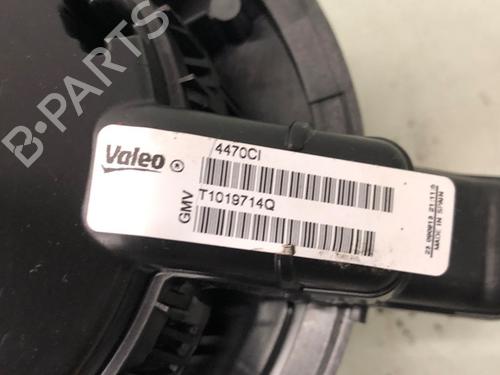 B-PARTS
Valeo
4470CI
GMV T1019714Q
MADE IN SPAIN